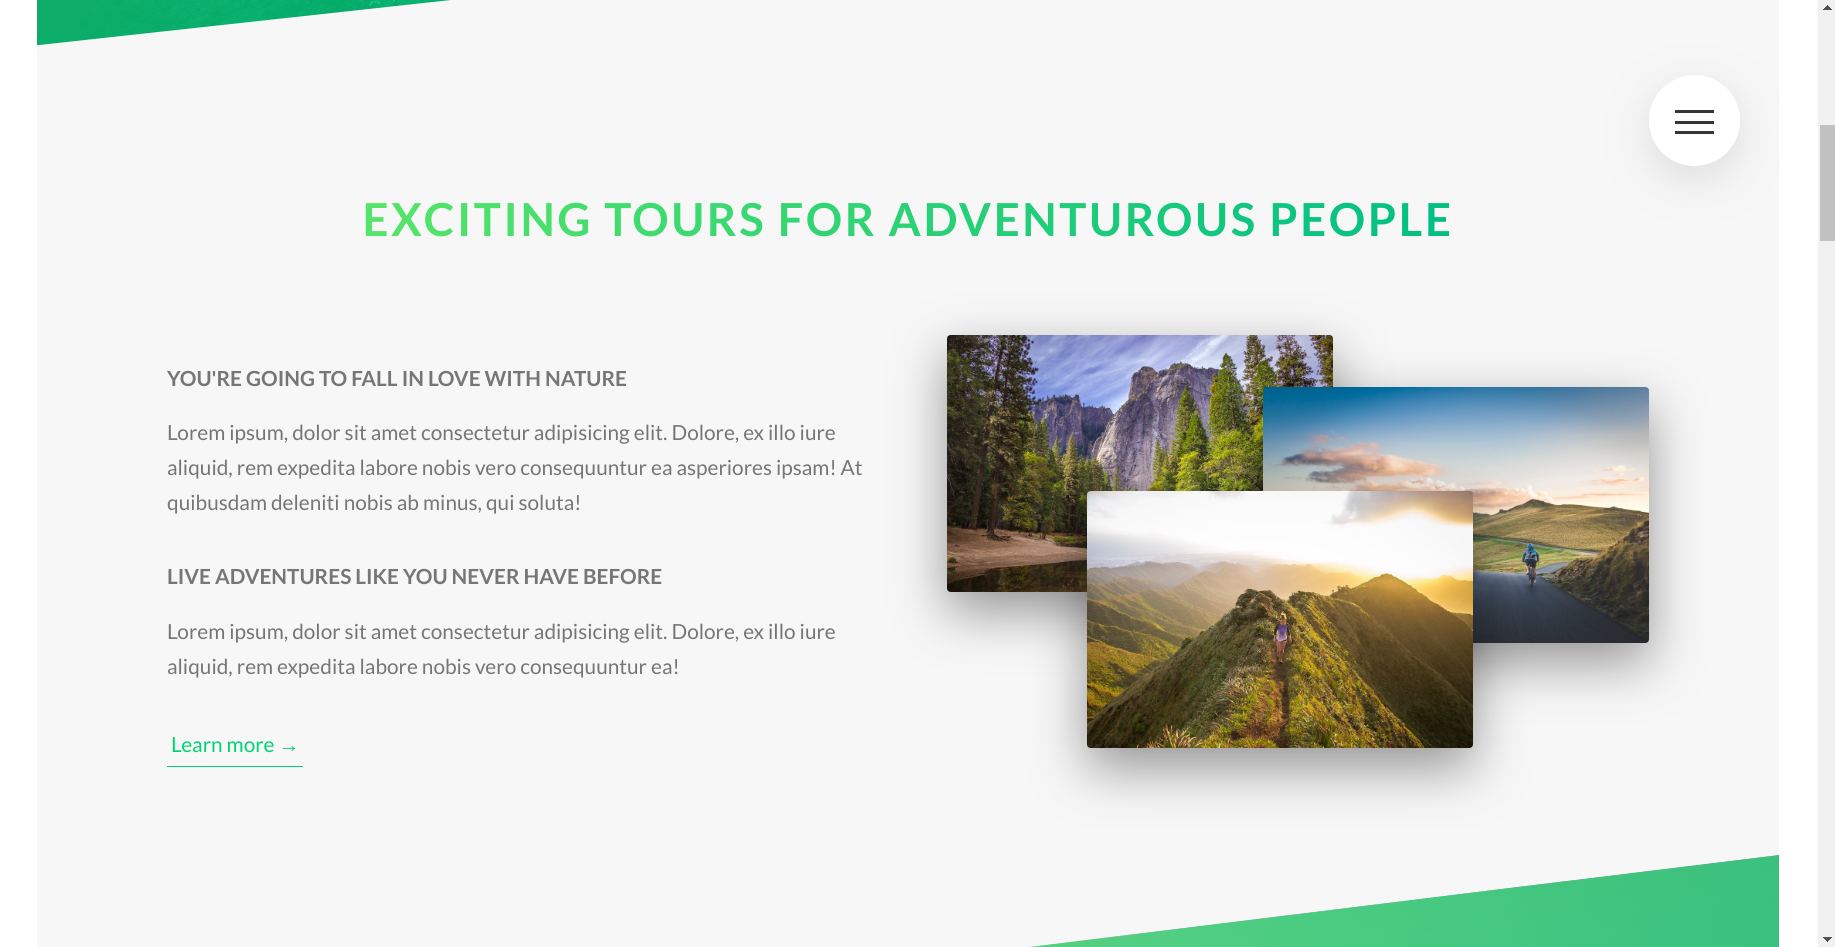 EXCITING TOURS FOR ADVENTUROUS PEOPLE
YOU'RE GOING TO FALL IN LOVE WITH NATURE
Lorem ipsum, dolor sit amet consectetur adipisicing elit. Dolore, ex illo iure
aliquid, rem expedita labore nobis vero consequuntur ea asperiores ipsam! At
quibusdam deleniti nobis ab minus, qui soluta!
LIVE ADVENTURES LIKE YOU NEVER HAVE BEFORE
Lorem ipsum, dolor sit amet consectetur adipisicing elit. Dolore, ex illo iure
aliquid, rem expedita labore nobis vero consequuntur ea!
Learn more →